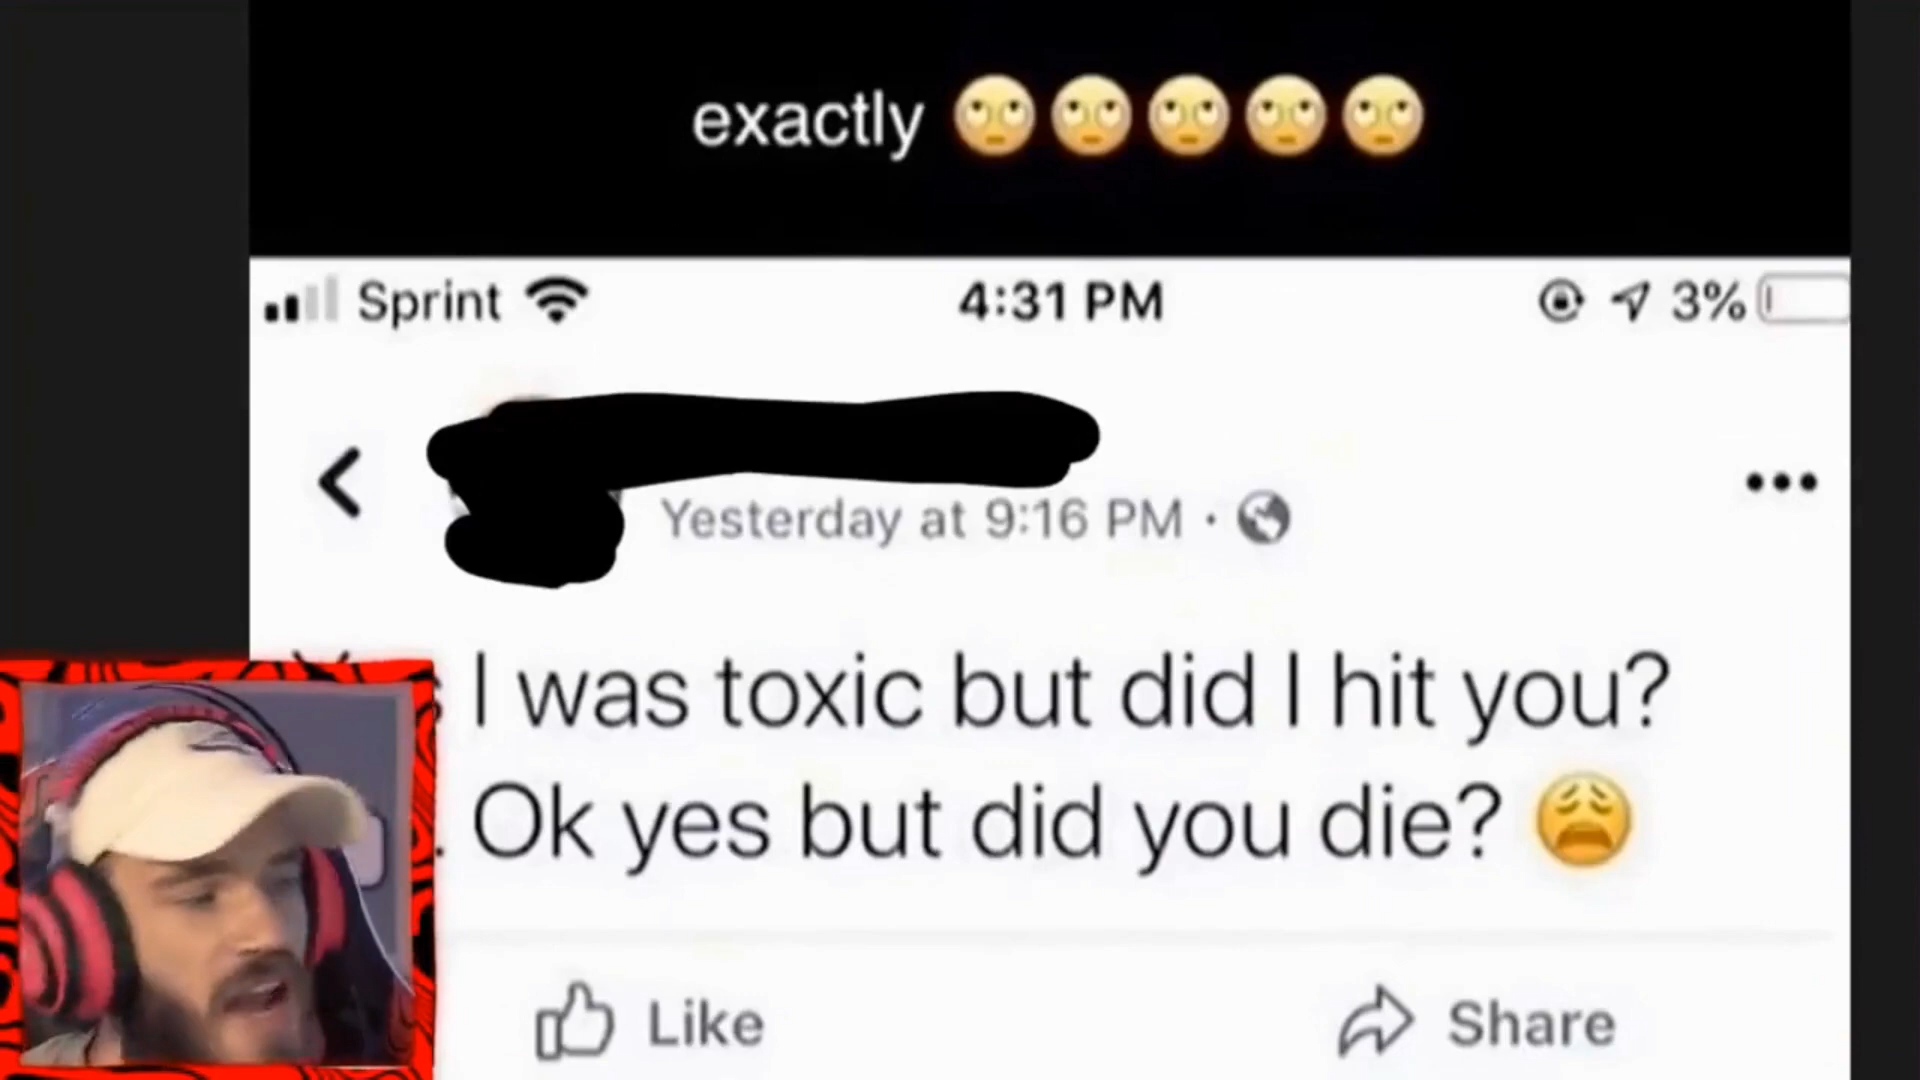 exactly 🙄🙄🙄🙄🙄
Sprint 4:31 PM 3%
Yesterday at 9:16 PM ·
I was toxic but did I hit you?
. Ok yes but did you die? 😩
Like Share